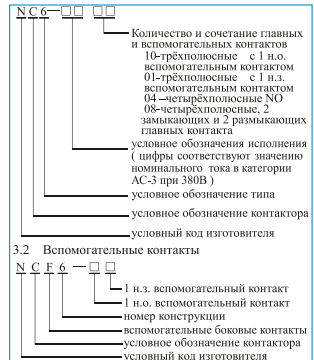 N C 6—□□ □□
Количество и сочетание главных
и вспомогательных контактов
10-трёхполюсные с 1 н.о.
вспомогательным контактом
01-трёхполюсные с 1 н.з.
вспомогательным контактом
04 –четырёхполюсные NO
08-четырёхполюсные, 2
замыкающих и 2 размыкающих
главных контакта
условное обозначения исполнения
( цифры соответствуют значению
номинального тока в категории
АС-3 при 380В )
условное обозначение типа
условное обозначение контактора
условный код изготовителя
3.2 Вспомогательные контакты
N C F 6 — □ □
1 н.з. вспомогательный контакт
1 н.о. вспомогательный контакт
номер конструкции
вспомогательные боковые контакты
условное обозначение контактора
условный код изготовителя